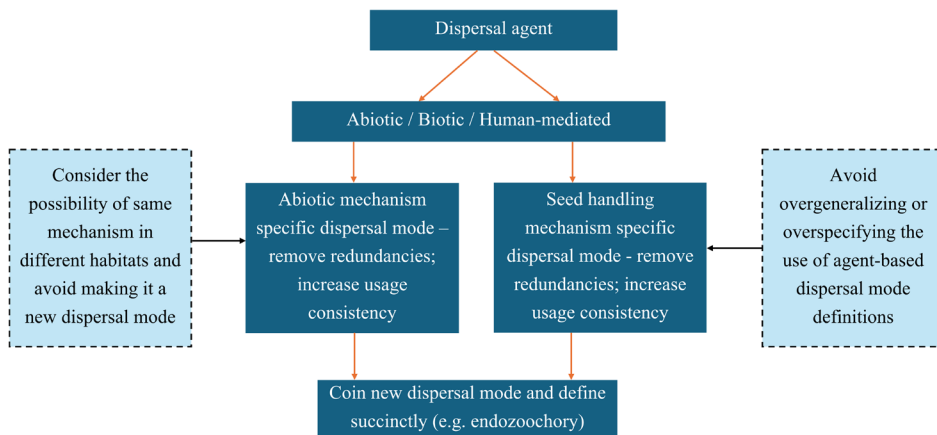 Dispersal agent
Abiotic / Biotic / Human-mediated
Consider the
possibility of same
mechanism in
different habitats and
avoid making it a
new dispersal mode
Abiotic mechanism
specific dispersal mode –
remove redundancies;
increase usage
consistency
Seed handling
mechanism specific
dispersal mode - remove
redundancies; increase
usage consistency
Avoid
overgeneralizing or
overspecifying the
use of agent-based
dispersal mode
definitions
Coin new dispersal mode and define
succinctly (e.g. endozoochory)